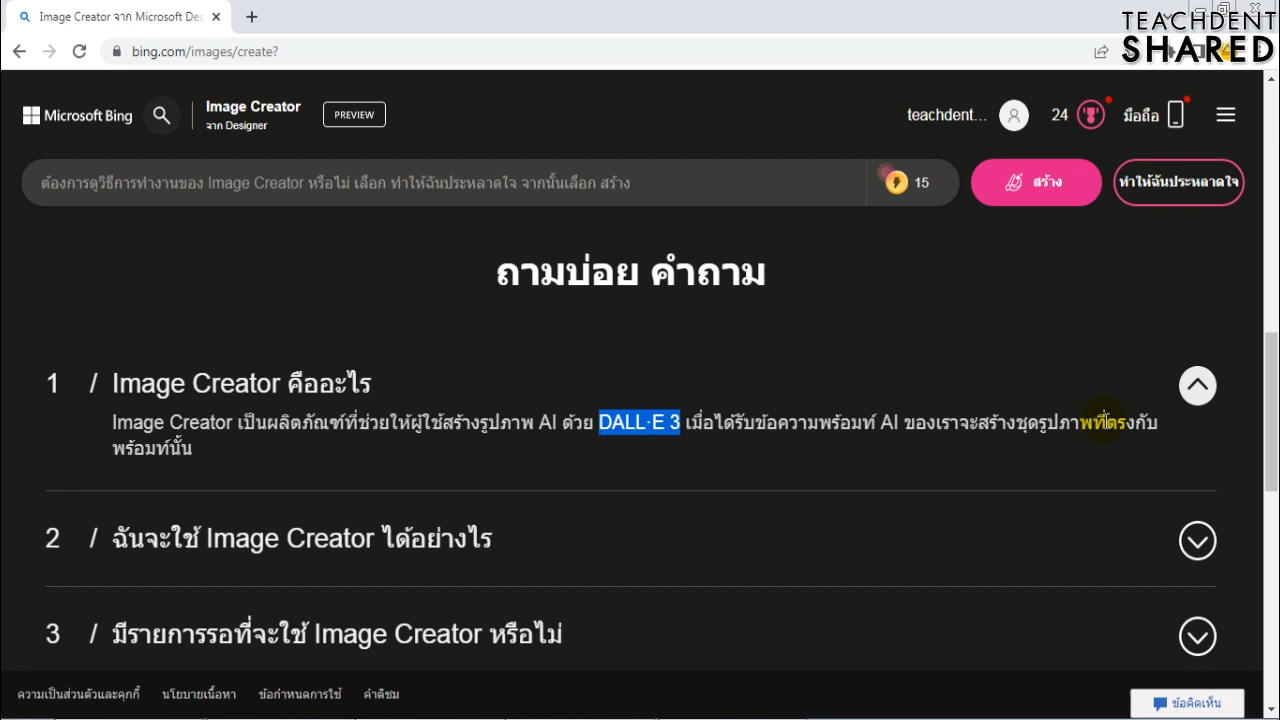 Image Creator จาก Microsoft Des
TEACHDENT
SHARED
bing.com/images/create?
Microsoft Bing
Image Creator
จาก Designer
PREVIEW
teachdent...
24
มือถือ
ต้องการดูวิธีการทำงานของ Image Creator หรือไม่ เลือก ทำให้ฉันประหลาดใจ จากนั้นเลือก สร้าง
15
สร้าง
ทำให้ฉันประหลาดใจ
ถามบ่อย คำถาม
1 / Image Creator คืออะไร
Image Creator เป็นผลิตภัณฑ์ที่ช่วยให้ผู้ใช้สร้างรูปภาพ AI ด้วย DALL·E 3 เมื่อได้รับข้อความพร้อมท์ AI ของเราจะสร้างชุดรูปภาพที่ตรงกับ
พร้อมท์นั้น
2 / ฉันจะใช้ Image Creator ได้อย่างไร
3 / มีรายการรอที่จะใช้ Image Creator หรือไม่
ความเป็นส่วนตัวและคุกกี้ นโยบายเนื้อหา ข้อกำหนดการใช้ คำติชม
ข้อคิดเห็น